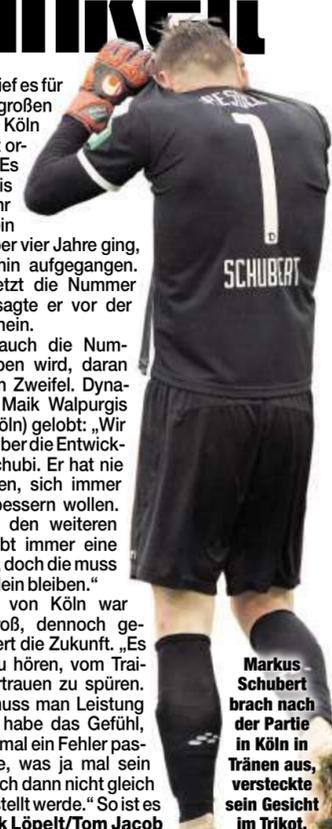 ief es für
großen
Köln
t or-
Es
is
hr
in
er vier Jahre ging,
hin aufgegangen.
etzt die Nummer
sagte er vor der
hein.
auch die Num-
ben wird, daran
n Zweifel. Dyna-
Maik Walpurgis
öln) gelobt: „Wir
ber die Entwick-
chubi. Er hat nie
en, sich immer
bessern wollen.
den weiteren
bt immer eine
, doch die muss
lein bleiben.“
von Köln war
roß, dennoch ge-
ert die Zukunft. „Es
u hören, vom Trai-
rtrauen zu spüren.
nuss man Leistung
habe das Gefühl,
mal ein Fehler pas-
e, was ja mal sein
ch dann nicht gleich
stellt werde.“ So ist es
k Löpelt/Tom Jacob
1
D
SCHUBERT
Markus
Schubert
brach nach
der Partie
in Köln in
Tränen aus,
versteckte
sein Gesicht
im Trikot.